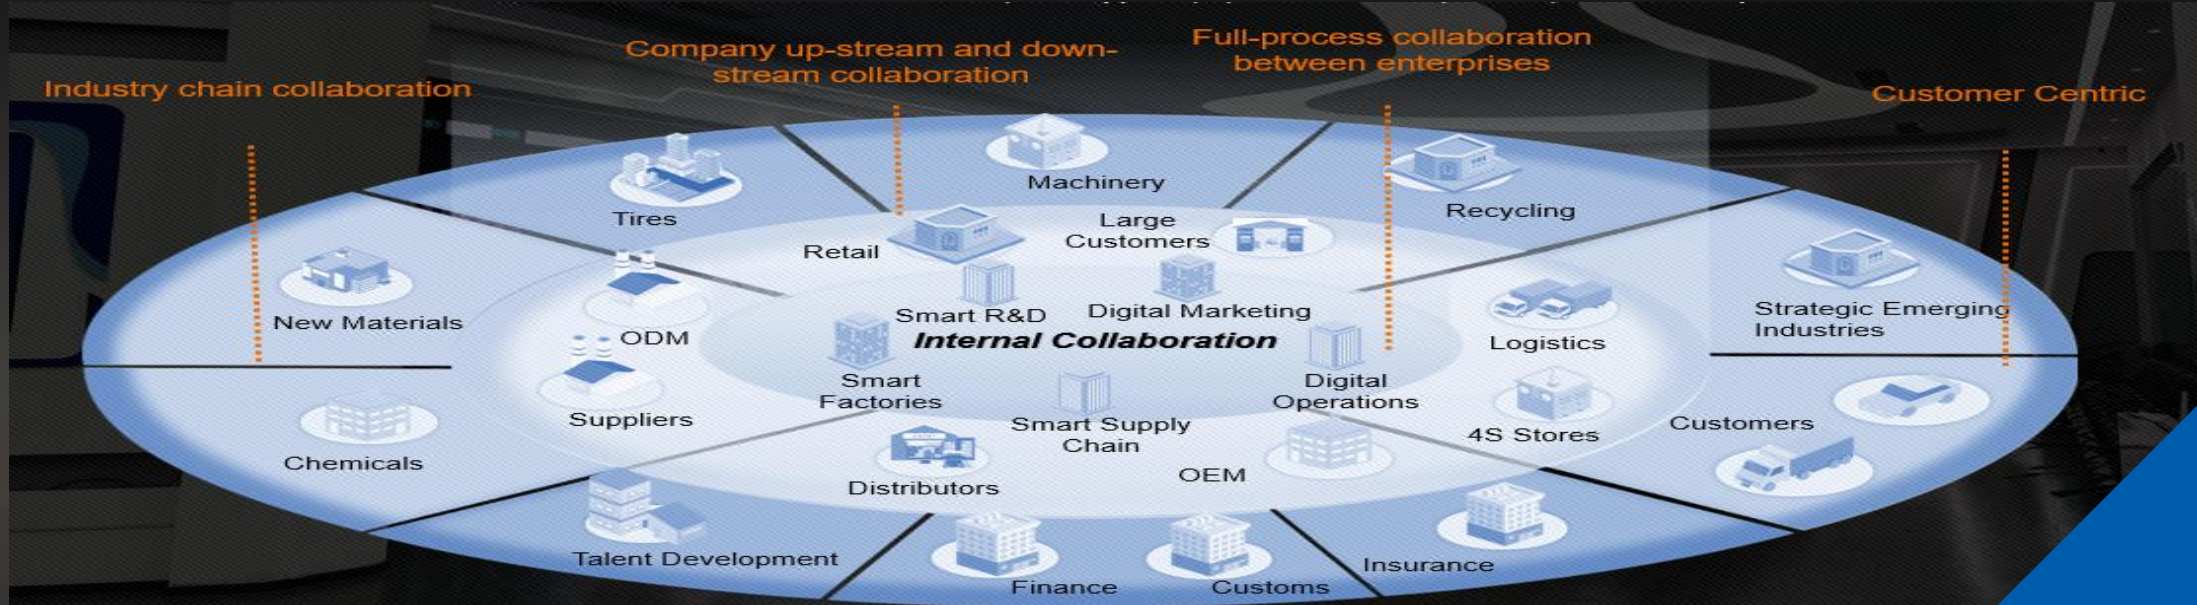 Industry chain collaboration
Company up-stream and down-
stream collaboration
Full-process collaboration
between enterprises
Customer Centric
Machinery
Tires
Recycling
Retail
Large
Customers
New Materials
Strategic Emerging
Industries
ODM
Smart R&D
Digital Marketing
Internal Collaboration
Logistics
Smart
Factories
Digital
Operations
Suppliers
Smart Supply
Chain
4S Stores
Customers
Chemicals
Distributors
OEM
Talent Development
Finance
Customs
Insurance